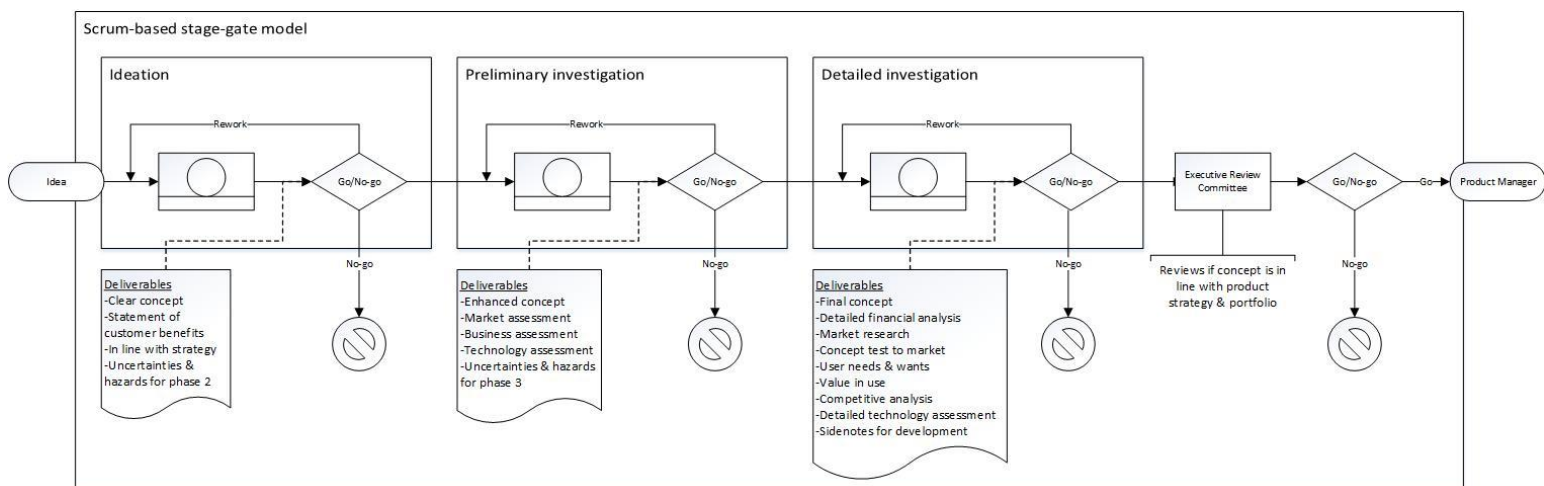 Scrum-based stage-gate model
Ideation
Preliminary investigation
Detailed investigation
Rework
Rework
Rework
Idea
Go/No-go
Go/No-go
Go/No-go
Executive Review
Committee
Go/No-go
Go
Product Manager
No-go
No-go
No-go
No-go
Deliverables
-Clear concept
-Statement of
customer benefits
-In line with strategy
-Uncertainties &
hazards for phase 2
Deliverables
-Enhanced concept
-Market assessment
-Business assessment
-Technology assessment
-Uncertainties & hazards
for phase 3
Deliverables
-Final concept
-Detailed financial analysis
-Market research
-Concept test to market
-User needs & wants
-Value in use
-Competitive analysis
-Detailed technology assessment
-Sidenotes for development
Reviews if concept is in
line with product
strategy & portfolio